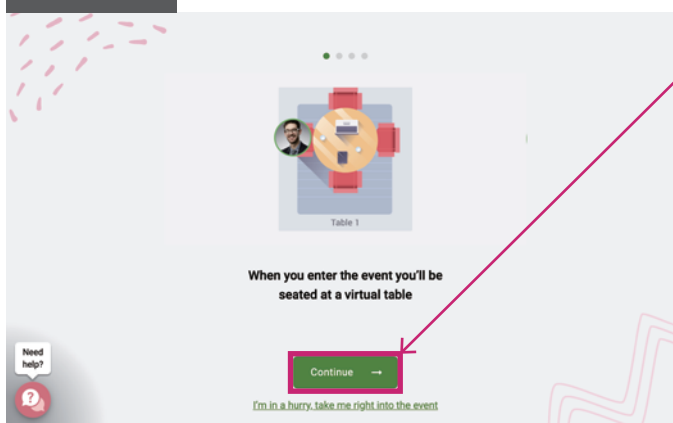 Table 1
When you enter the event you'll be
seated at a virtual table
Need
help?
Continue →
I'm in a hurry, take me right into the event